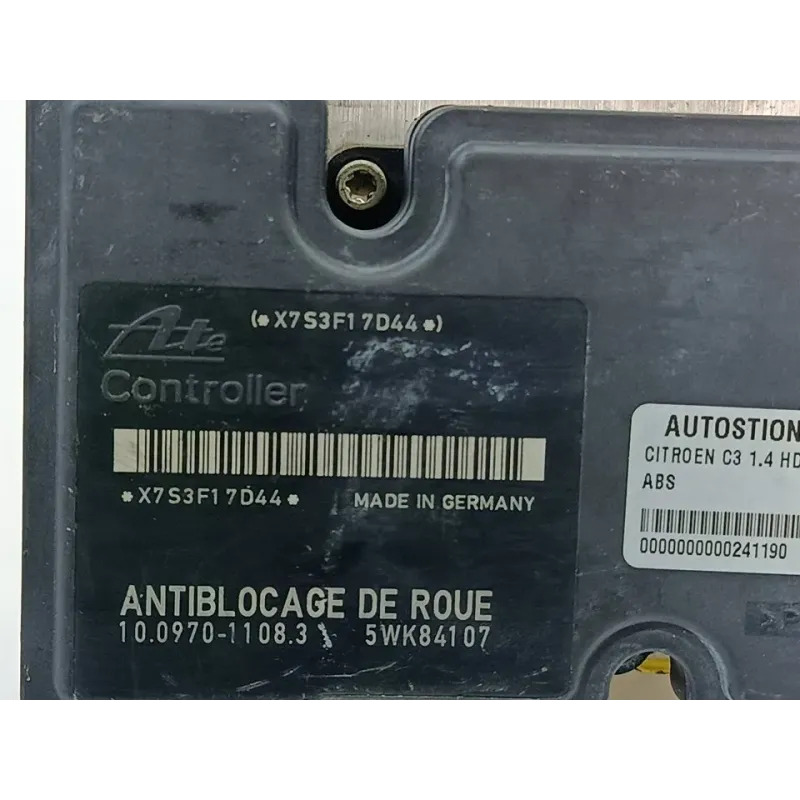 (*X7S3F17D44*)
Ate
Controller
*X7S3F17D44*
MADE IN GERMANY
ANTIBLOCAGE DE ROUE
10.0970-1108.3 5WK84107
AUTOSTION
CITROEN C3 1.4 HD
ABS
0000000000241190